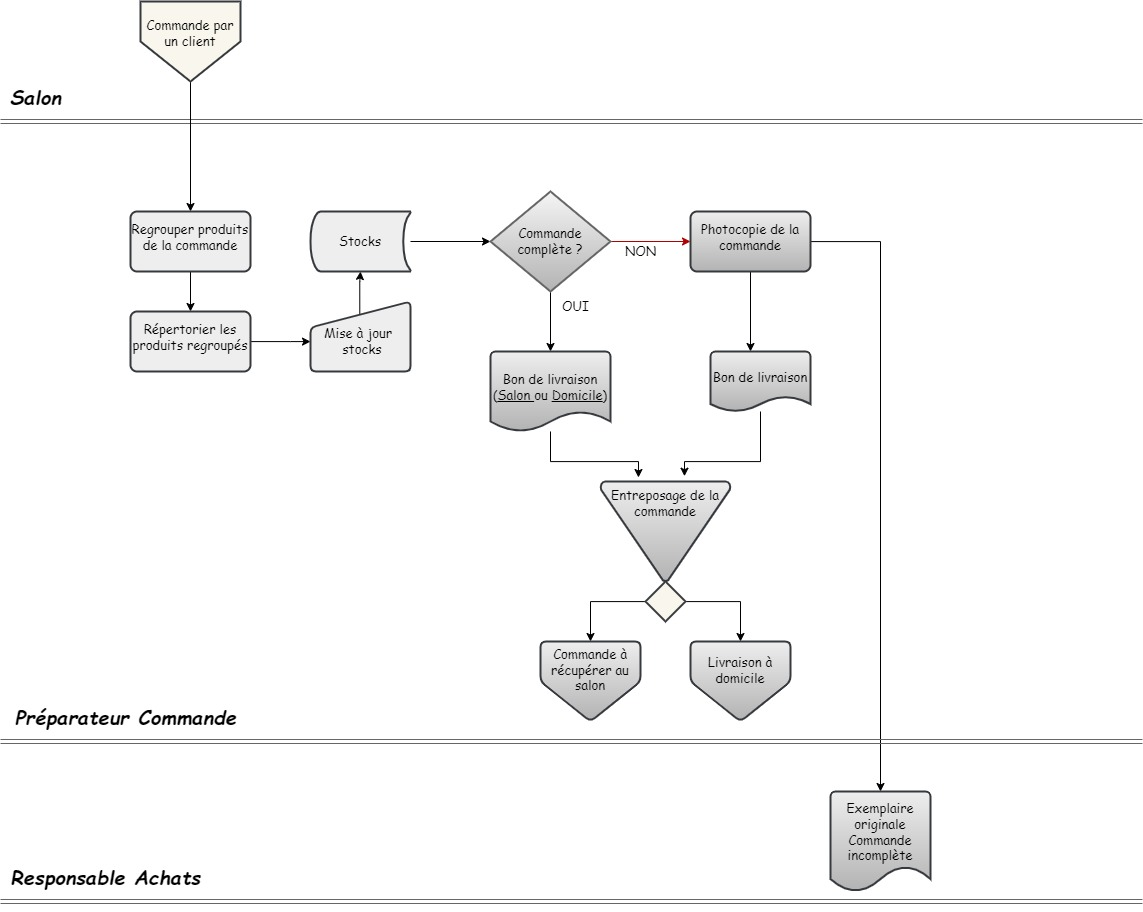 Commande par
un client
Salon
Regrouper produits
de la commande
Stocks
Commande
complète ?
NON
Photocopie de la
commande
OUI
Répertorier les
produits regroupés
Mise à jour
stocks
Bon de livraison
(Salon ou Domicile)
Bon de livraison
Entreposage de la
commande
Commande à
récupérer au
salon
Livraison à
domicile
Préparateur Commande
Exemplaire
originale
Commande
incomplète
Responsable Achats